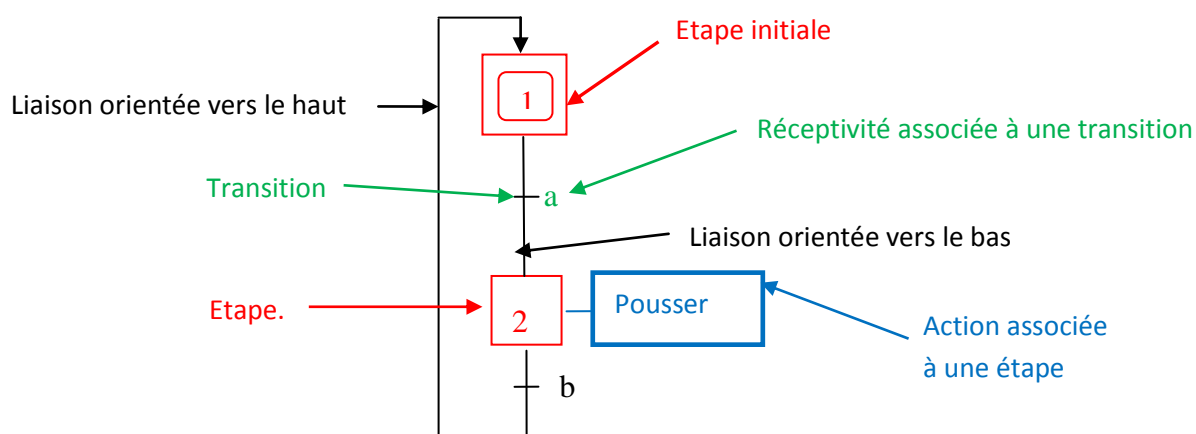 Etape initiale
1
Liaison orientée vers le haut
Réceptivité associée à une transition
Transition
a
Liaison orientée vers le bas
Etape.
2
Pousser
Action associée
à une étape
b